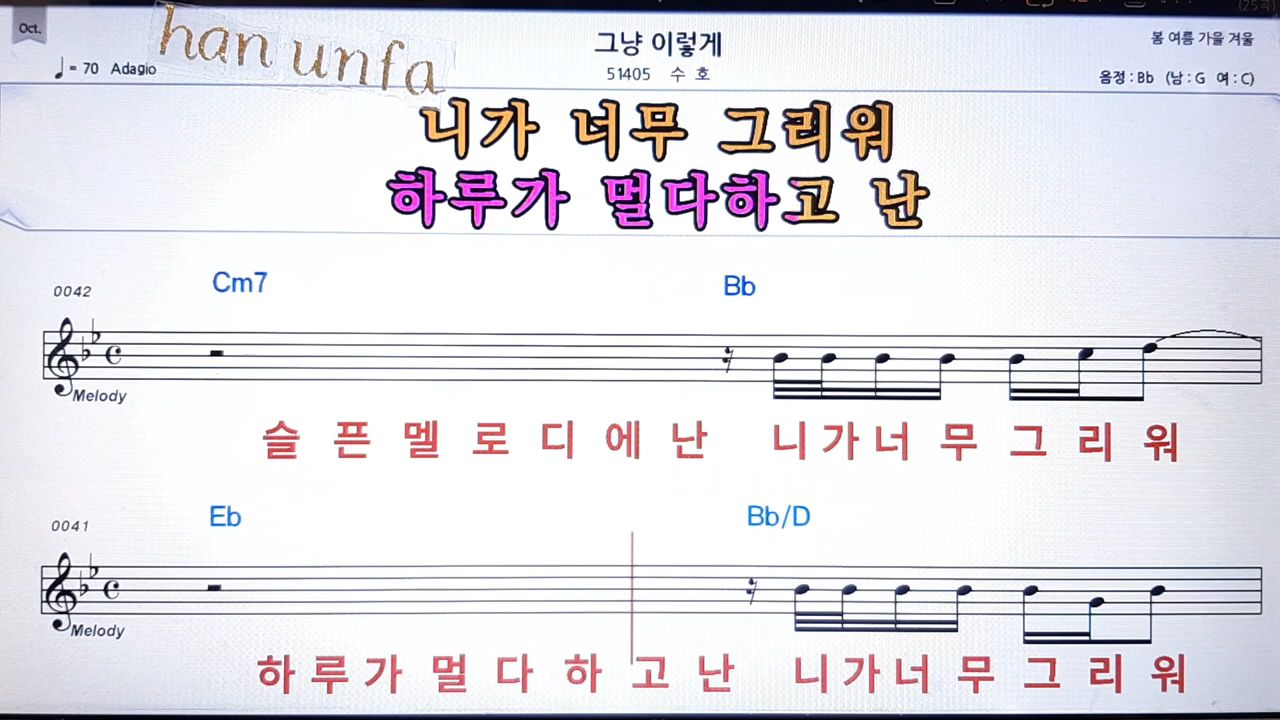 Oct.
han unfa
그냥 이렇게
봄 여름 가을 겨울
♩= 70 Adagio
51405 수 호
음정 : Bb (남 : G 여 : C)
니가 너무 그리워
하루가 멀다하고 난
0042
Cm7 Bb
Melody
슬 픈 멜 로 디 에 난 니 가 너 무 그 리 워
0041
Eb Bb/D
Melody
하 루 가 멀 다 하 고 난 니 가 너 무 그 리 워